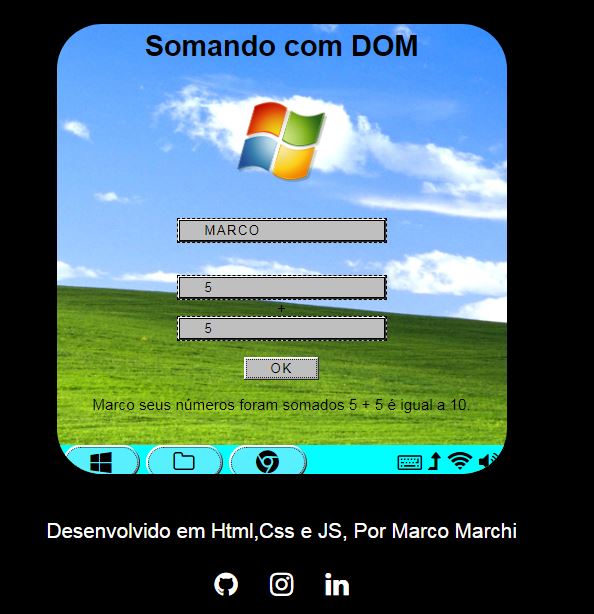 Somando com DOM
MARCO
5
+
5
OK
Marco seus números foram somados 5 + 5 é igual a 10.
Desenvolvido em Html,Css e JS, Por Marco Marchi
in